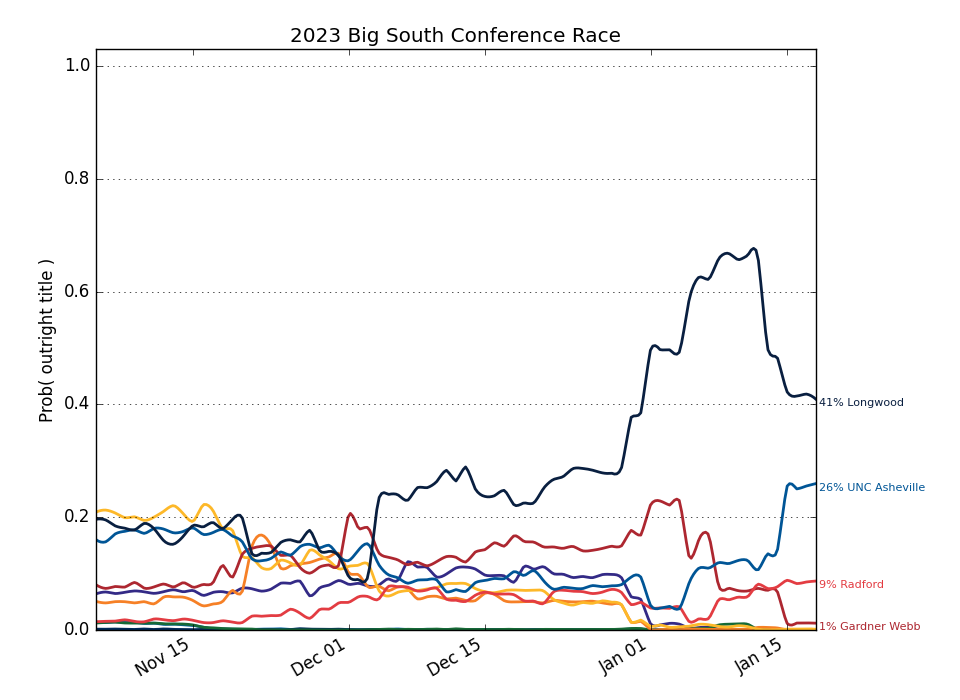 2023 Big South Conference Race
1.0
0.8
0.6
0.4
0.2
0.0
Prob( outright title )
41% Longwood
26% UNC Asheville
9% Radford
1% Gardner Webb
Nov 15
Dec 01
Dec 15
Jan 01
Jan 15